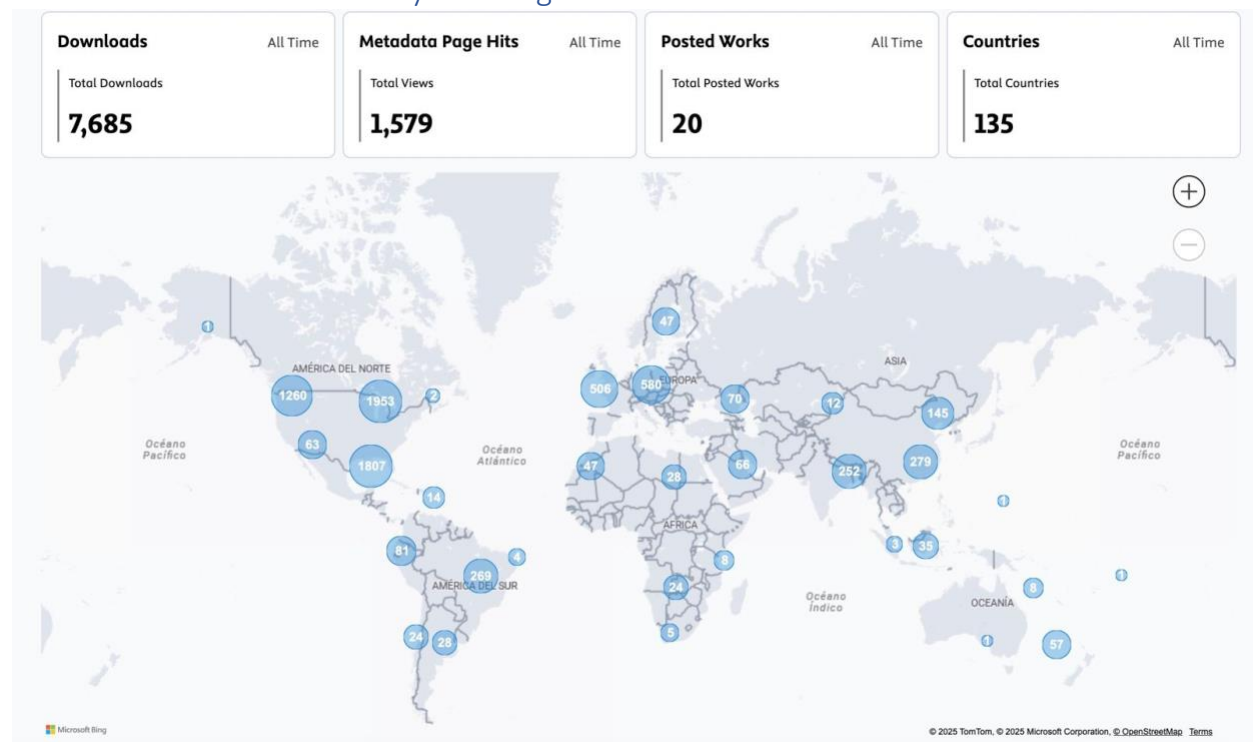 Downloads All Time Metadata Page Hits All Time Posted Works All Time Countries All Time
Total Downloads Total Views Total Posted Works Total Countries
7,685 1,579 20 135
1
47
AMÉRICA DEL NORTE
ASIA
1260 1953 2 506 580 EUROPA 70 12 145
63
Océano
Pacífico
Océano
Atlántico
Océano
Pacífico
1807 47 28 66 252 279
14 1
ÁFRICA
81 4 3 35
269 8 1
AMÉRICA DEL SUR
24 8
Océano
Índico
OCEANÍA
24 28 5 1 57
Microsoft Bing © 2025 TomTom, © 2025 Microsoft Corporation, © OpenStreetMap Terms